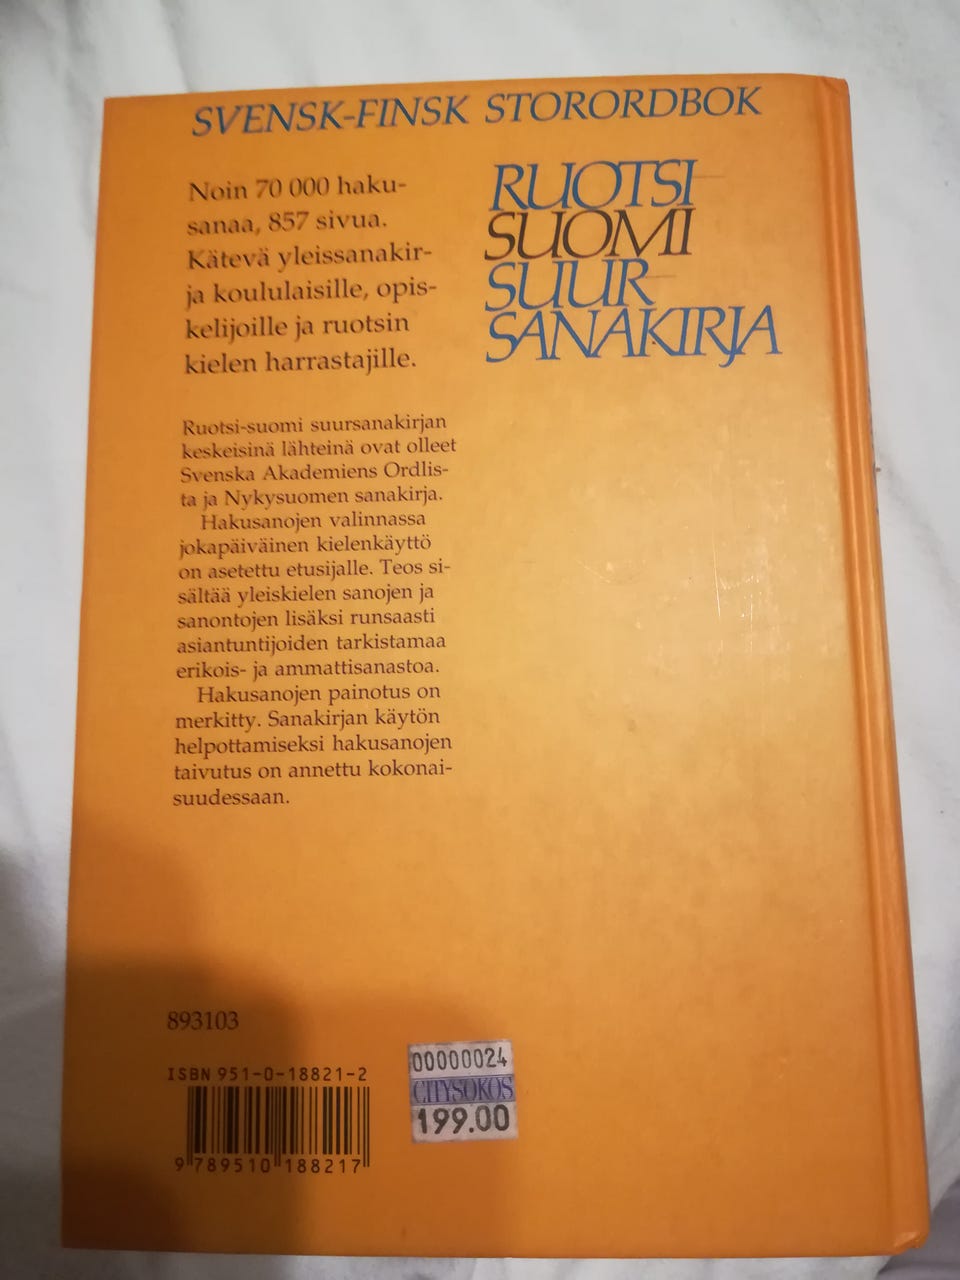 SVENSK-FINSK STORORDBOK
Noin 70 000 haku-
sanaa, 857 sivua.
Kätevä yleissanakir-
ja koululaisille, opis-
kelijoille ja ruotsin
kielen harrastajille.
RUOTSI-
SUOMI
SUUR-
SANAKIRJA
Ruotsi-suomi suursanakirjan
keskeisinä lähteinä ovat olleet
Svenska Akademiens Ordlis-
ta ja Nykysuomen sanakirja.
Hakusanojen valinnassa
jokapäiväinen kielenkäyttö
on asetettu etusijalle. Teos si-
sältää yleiskielen sanojen ja
sanontojen lisäksi runsaasti
asiantuntijoiden tarkistamaa
erikois- ja ammattisanastoa.
Hakusanojen painotus on
merkitty. Sanakirjan käytön
helpottamiseksi hakusanojen
taivutus on annettu kokonai-
suudessaan.
893103
ISBN 951-0-18821-2
9 789510 188217
00000024
CITYSOKOS
199.00